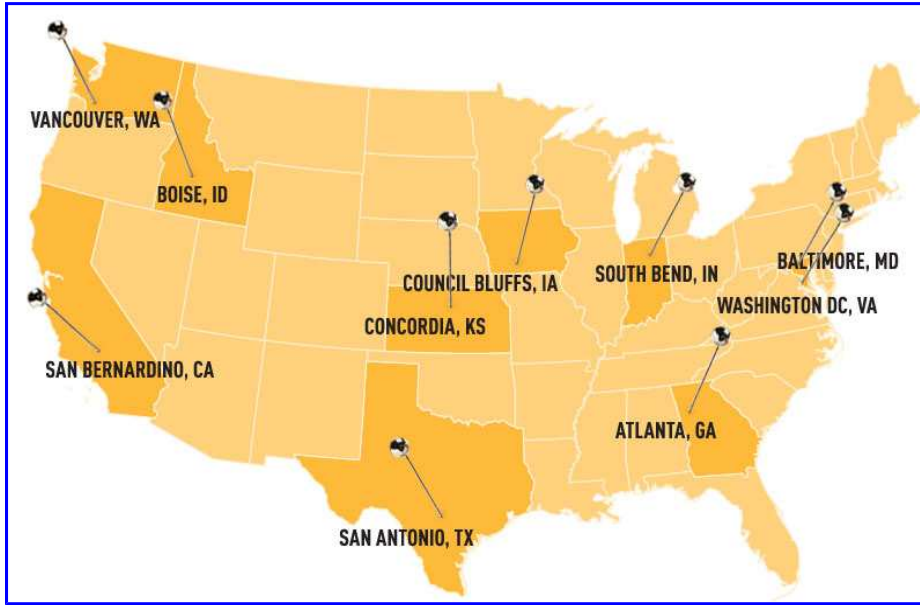 VANCOUVER, WA
BOISE, ID
COUNCIL BLUFFS, IA
SOUTH BEND, IN
BALTIMORE, MD
WASHINGTON DC, VA
CONCORDIA, KS
SAN BERNARDINO, CA
ATLANTA, GA
SAN ANTONIO, TX